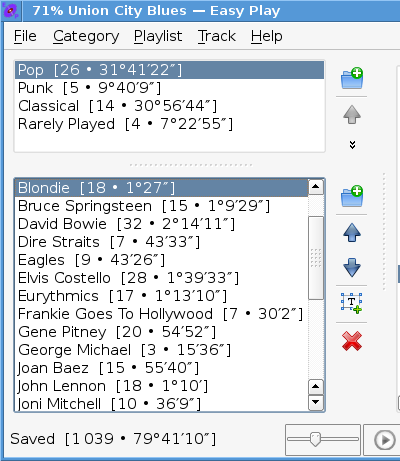 71% Union City Blues — Easy Play
File Category Playlist Track Help
Pop [26 • 31°41′22″]
Punk [5 • 9°40′9″]
Classical [14 • 30°56′44″]
Rarely Played [4 • 7°22′55″]
Blondie [18 • 1°27″]
Bruce Springsteen [15 • 1°9′29″]
David Bowie [32 • 2°14′11″]
Dire Straits [7 • 43′33″]
Eagles [9 • 43′26″]
Elvis Costello [28 • 1°39′33″]
Eurythmics [17 • 1°13′10″]
Frankie Goes To Hollywood [7 • 30′2″]
Gene Pitney [20 • 54′52″]
George Michael [3 • 15′36″]
Joan Baez [15 • 55′40″]
John Lennon [18 • 1°10′]
Joni Mitchell [10 • 36′9″]
Saved [1 039 • 79°41′10″]